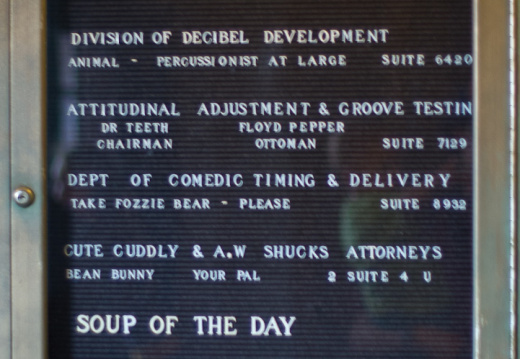 DIVISION OF DECIBEL DEVELOPMENT
ANIMAL - PERCUSSIONIST AT LARGE SUITE 6420
ATTITUDINAL ADJUSTMENT & GROOVE TESTIN
DR TEETH FLOYD PEPPER
CHAIRMAN OTTOMAN SUITE 7129
DEPT OF COMEDIC TIMING & DELIVERY
TAKE FOZZIE BEAR - PLEASE SUITE 8932
CUTE CUDDLY & A.W SHUCKS ATTORNEYS
BEAN BUNNY YOUR PAL 2 SUITE 4 U
SOUP OF THE DAY